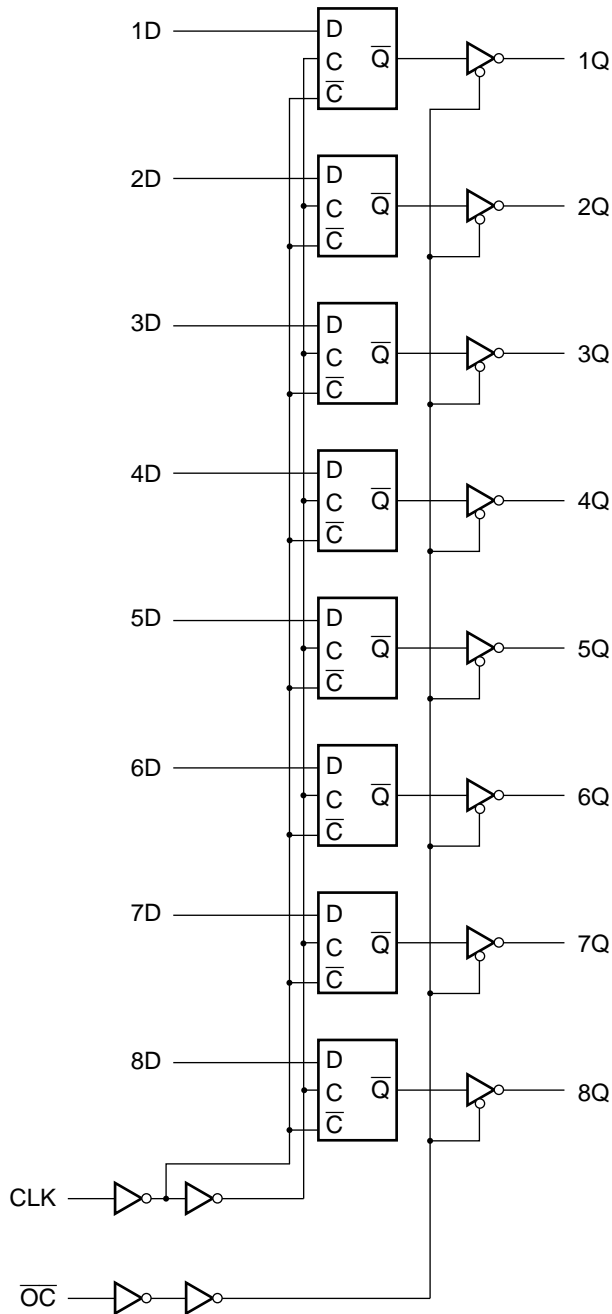 1D D Q̅ 1Q
C
C̅
2D D Q̅ 2Q
C
C̅
3D D Q̅ 3Q
C
C̅
4D D Q̅ 4Q
C
C̅
5D D Q̅ 5Q
C
C̅
6D D Q̅ 6Q
C
C̅
7D D Q̅ 7Q
C
C̅
8D D Q̅ 8Q
C
C̅
CLK
O̅C̅